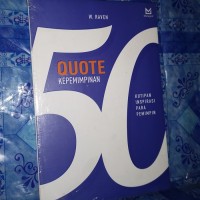 M. RAVEN
50
QUOTE
KEPEMIMPINAN
KUTIPAN
INSPIRASI
PARA
PEMIMPIN